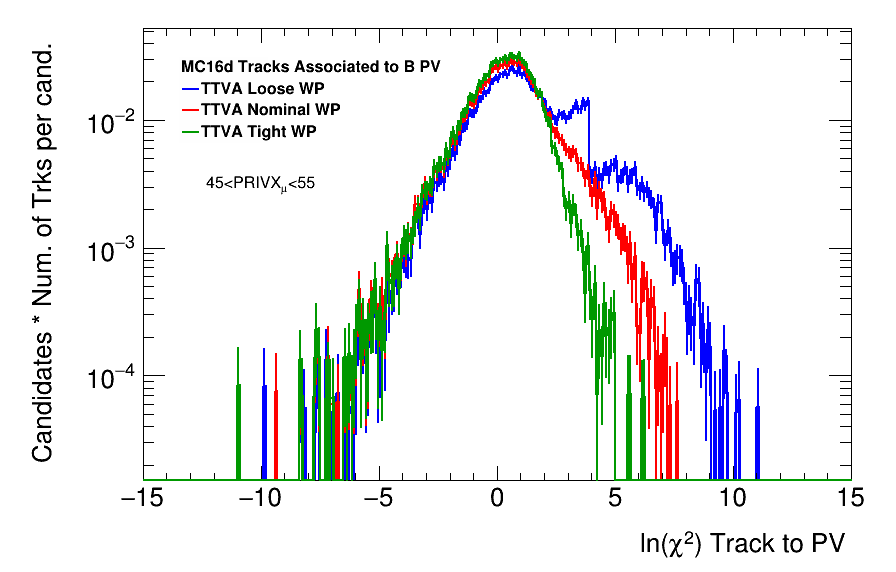 Candidates * Num. of Trks per cand.
MC16d Tracks Associated to B PV
TTVA Loose WP
TTVA Nominal WP
TTVA Tight WP
45<PRIVXμ<55
10⁻²
10⁻³
10⁻⁴
−15 −10 −5 0 5 10 15
ln(χ²) Track to PV